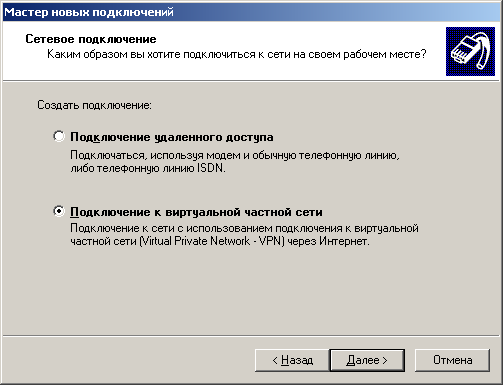 Мастер новых подключений
Сетевое подключение
Каким образом вы хотите подключиться к сети на своем рабочем месте?
Создать подключение:
Подключение удаленного доступа
Подключаться, используя модем и обычную телефонную линию,
либо телефонную линию ISDN.
Подключение к виртуальной частной сети
Подключение к сети с использованием подключения к виртуальной
частной сети (Virtual Private Network - VPN) через Интернет.
< Назад Далее > Отмена